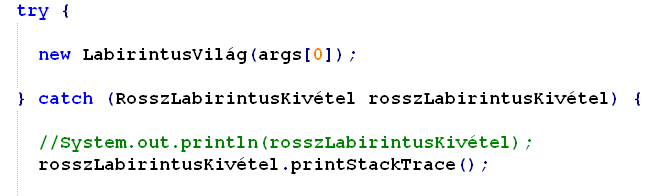 try {
new LabirintusVilág(args[0]);
} catch (RosszLabirintusKivétel rosszLabirintusKivétel) {
//System.out.println(rosszLabirintusKivétel);
rosszLabirintusKivétel.printStackTrace();